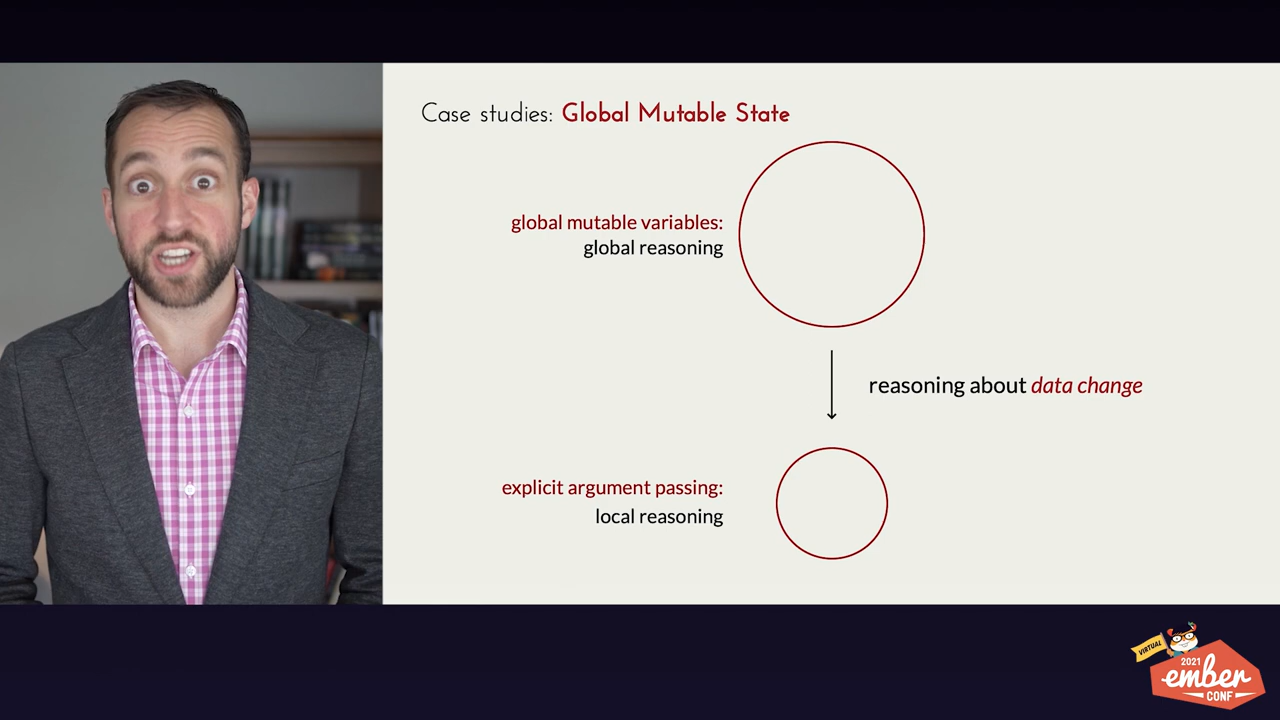 Case studies: Global Mutable State
global mutable variables:
global reasoning
reasoning about data change
explicit argument passing:
local reasoning
VIRTUAL
2021
ember
CONF